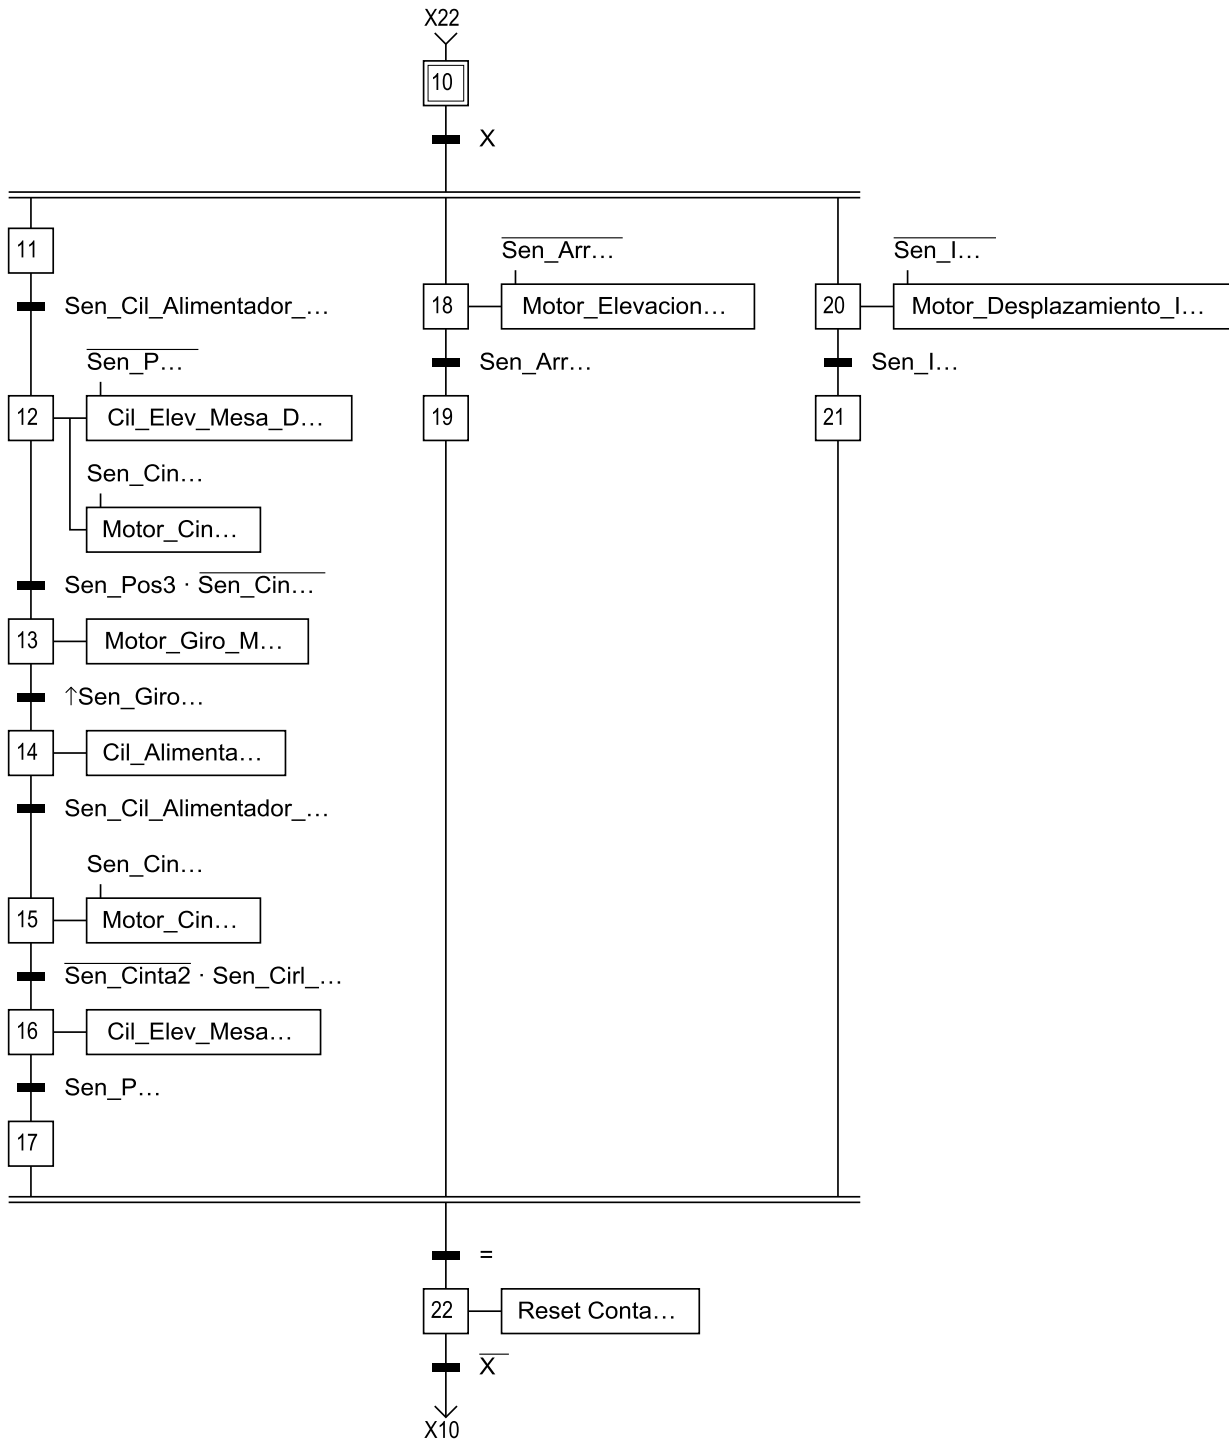 X22
10
X
11
Sen_Cil_Alimentador_…
Sen_P…
12
Cil_Elev_Mesa_D…
Sen_Cin…
Motor_Cin…
Sen_Pos3 · Sen_Cin…
13
Motor_Giro_M…
↑Sen_Giro…
14
Cil_Alimenta…
Sen_Cil_Alimentador_…
Sen_Cin…
15
Motor_Cin…
Sen_Cinta2 · Sen_Cirl_…
16
Cil_Elev_Mesa…
Sen_P…
17
Sen_Arr…
18
Motor_Elevacion…
Sen_Arr…
19
Sen_I…
20
Motor_Desplazamiento_I…
Sen_I…
21
=
22
Reset Conta…
X
X10